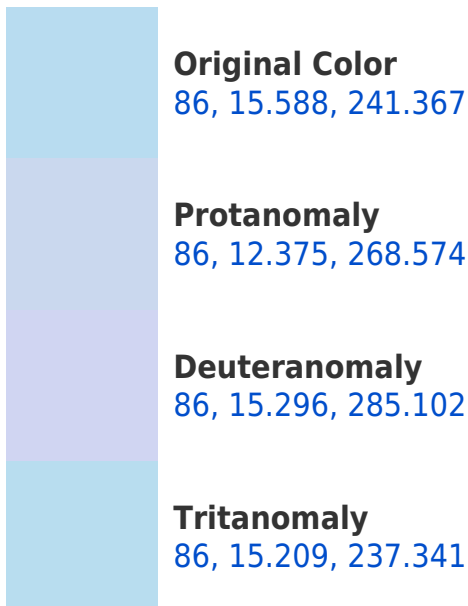 Original Color
86, 15.588, 241.367
Protanomaly
86, 12.375, 268.574
Deuteranomaly
86, 15.296, 285.102
Tritanomaly
86, 15.209, 237.341